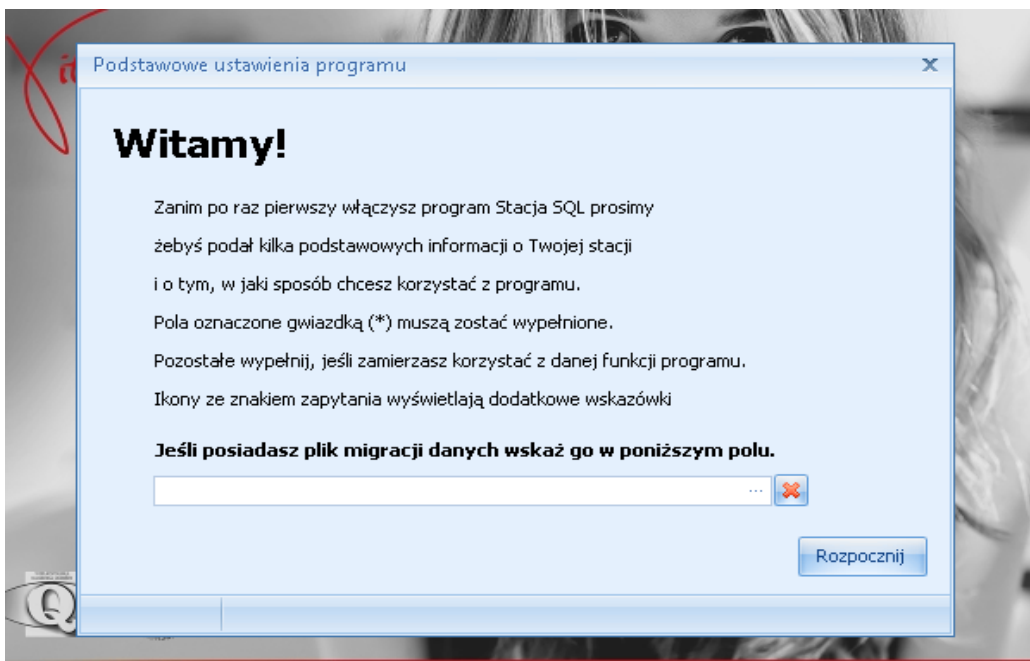 Podstawowe ustawienia programu
Witamy!
Zanim po raz pierwszy włączysz program Stacja SQL prosimy
żebyś podał kilka podstawowych informacji o Twojej stacji
i o tym, w jaki sposób chcesz korzystać z programu.
Pola oznaczone gwiazdką (*) muszą zostać wypełnione.
Pozostałe wypełnij, jeśli zamierzasz korzystać z danej funkcji programu.
Ikony ze znakiem zapytania wyświetlają dodatkowe wskazówki
Jeśli posiadasz plik migracji danych wskaż go w poniższym polu.
...
Rozpocznij
Q